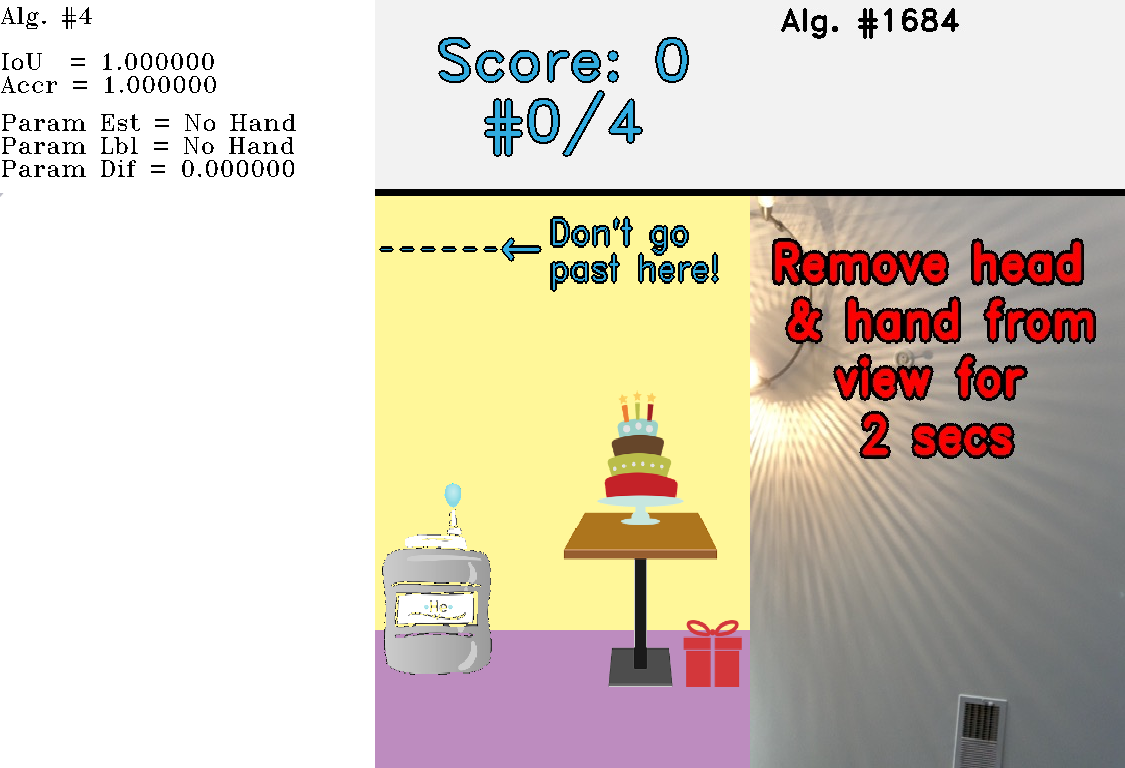 Alg. #4
IoU = 1.000000
Accr = 1.000000
Param Est = No Hand
Param Lbl = No Hand
Param Dif = 0.000000
Score: 0
#0/4
Alg. #1684
Don't go
past here!
Remove head
& hand from
view for
2 secs